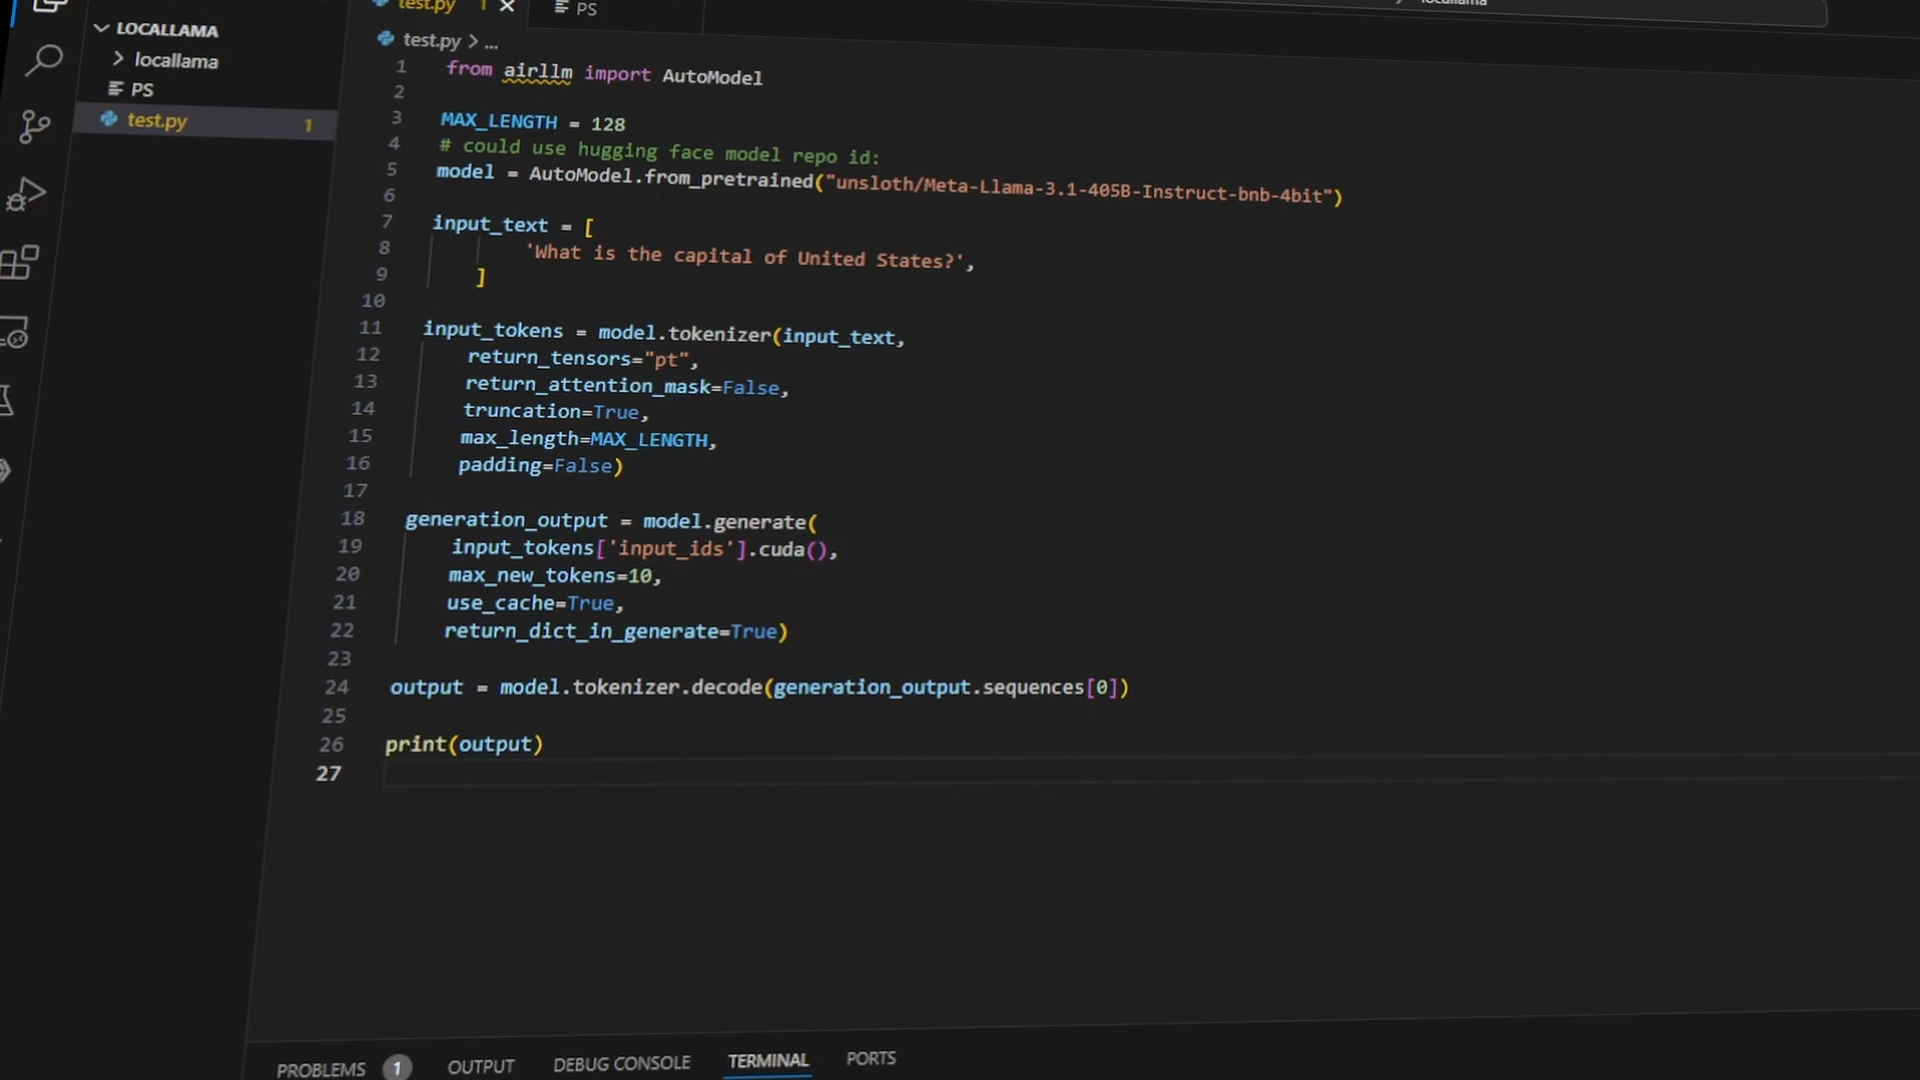 LOCALLAMA
locallama
PS
test.py 1
test.py 1
PS
locallama
test.py > ...
1 from airllm import AutoModel
2
3 MAX_LENGTH = 128
4 # could use hugging face model repo id:
5 model = AutoModel.from_pretrained("unsloth/Meta-Llama-3.1-405B-Instruct-bnb-4bit")
6
7 input_text = [
8 'What is the capital of United States?',
9 ]
10
11 input_tokens = model.tokenizer(input_text,
12 return_tensors="pt",
13 return_attention_mask=False,
14 truncation=True,
15 max_length=MAX_LENGTH,
16 padding=False)
17
18 generation_output = model.generate(
19 input_tokens['input_ids'].cuda(),
20 max_new_tokens=10,
21 use_cache=True,
22 return_dict_in_generate=True)
23
24 output = model.tokenizer.decode(generation_output.sequences[0])
25
26 print(output)
27
PROBLEMS 1 OUTPUT DEBUG CONSOLE TERMINAL PORTS